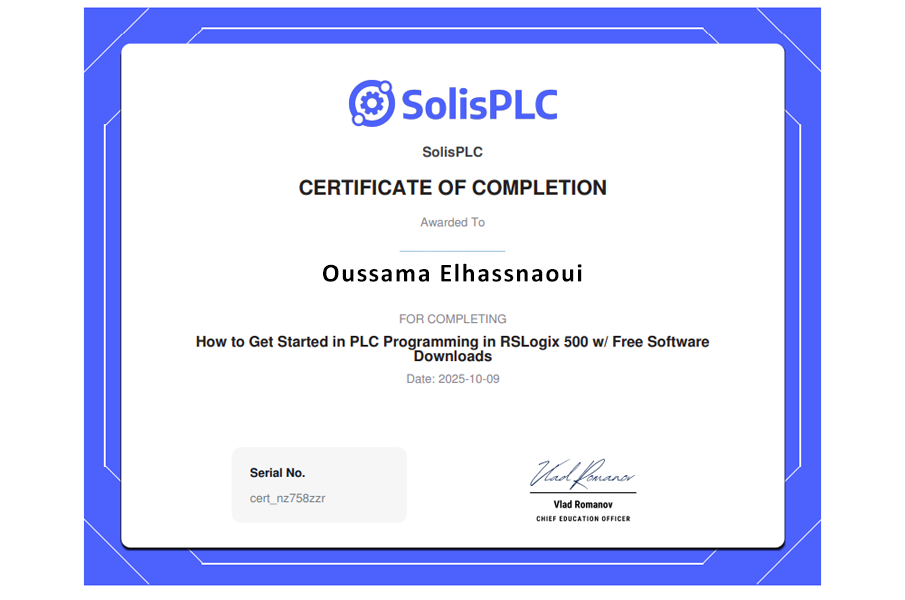 SolisPLC
SolisPLC
CERTIFICATE OF COMPLETION
Awarded To
Oussama Elhassnaoui
FOR COMPLETING
How to Get Started in PLC Programming in RSLogix 500 w/ Free Software
Downloads
Date: 2025-10-09
Serial No.
cert_nz758zzr
Vlad Romanov
Vlad Romanov
CHIEF EDUCATION OFFICER